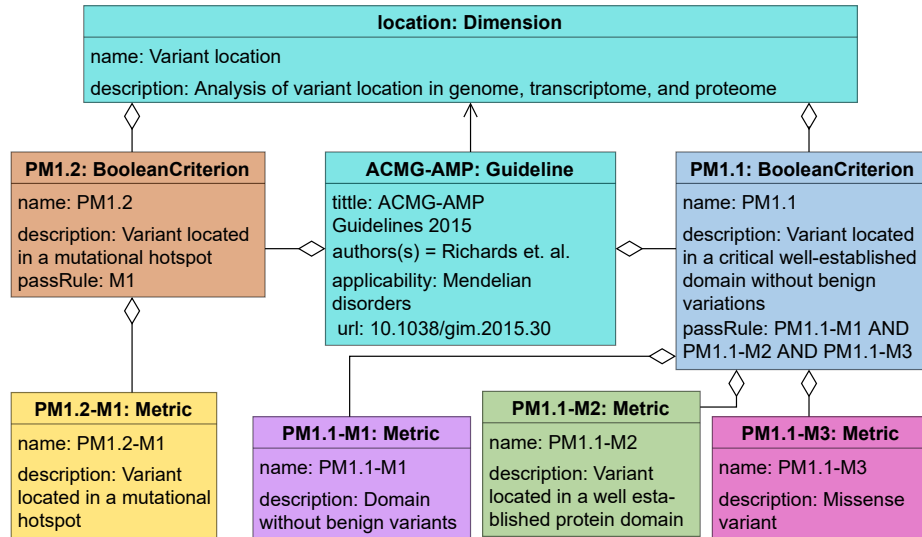 location: Dimension
name: Variant location
description: Analysis of variant location in genome, transcriptome, and proteome
PM1.2: BooleanCriterion
name: PM1.2
description: Variant located
in a mutational hotspot
passRule: M1
ACMG-AMP: Guideline
tittle: ACMG-AMP
Guidelines 2015
authors(s) = Richards et. al.
applicability: Mendelian
disorders
url: 10.1038/gim.2015.30
PM1.1: BooleanCriterion
name: PM1.1
description: Variant located
in a critical well-established
domain without benign
variations
passRule: PM1.1-M1 AND
PM1.1-M2 AND PM1.1-M3
PM1.2-M1: Metric
name: PM1.2-M1
description: Variant
located in a mutational
hotspot
PM1.1-M1: Metric
name: PM1.1-M1
description: Domain
without benign variants
PM1.1-M2: Metric
name: PM1.1-M2
description: Variant
located in a well esta-
blished protein domain
PM1.1-M3: Metric
name: PM1.1-M3
description: Missense
variant